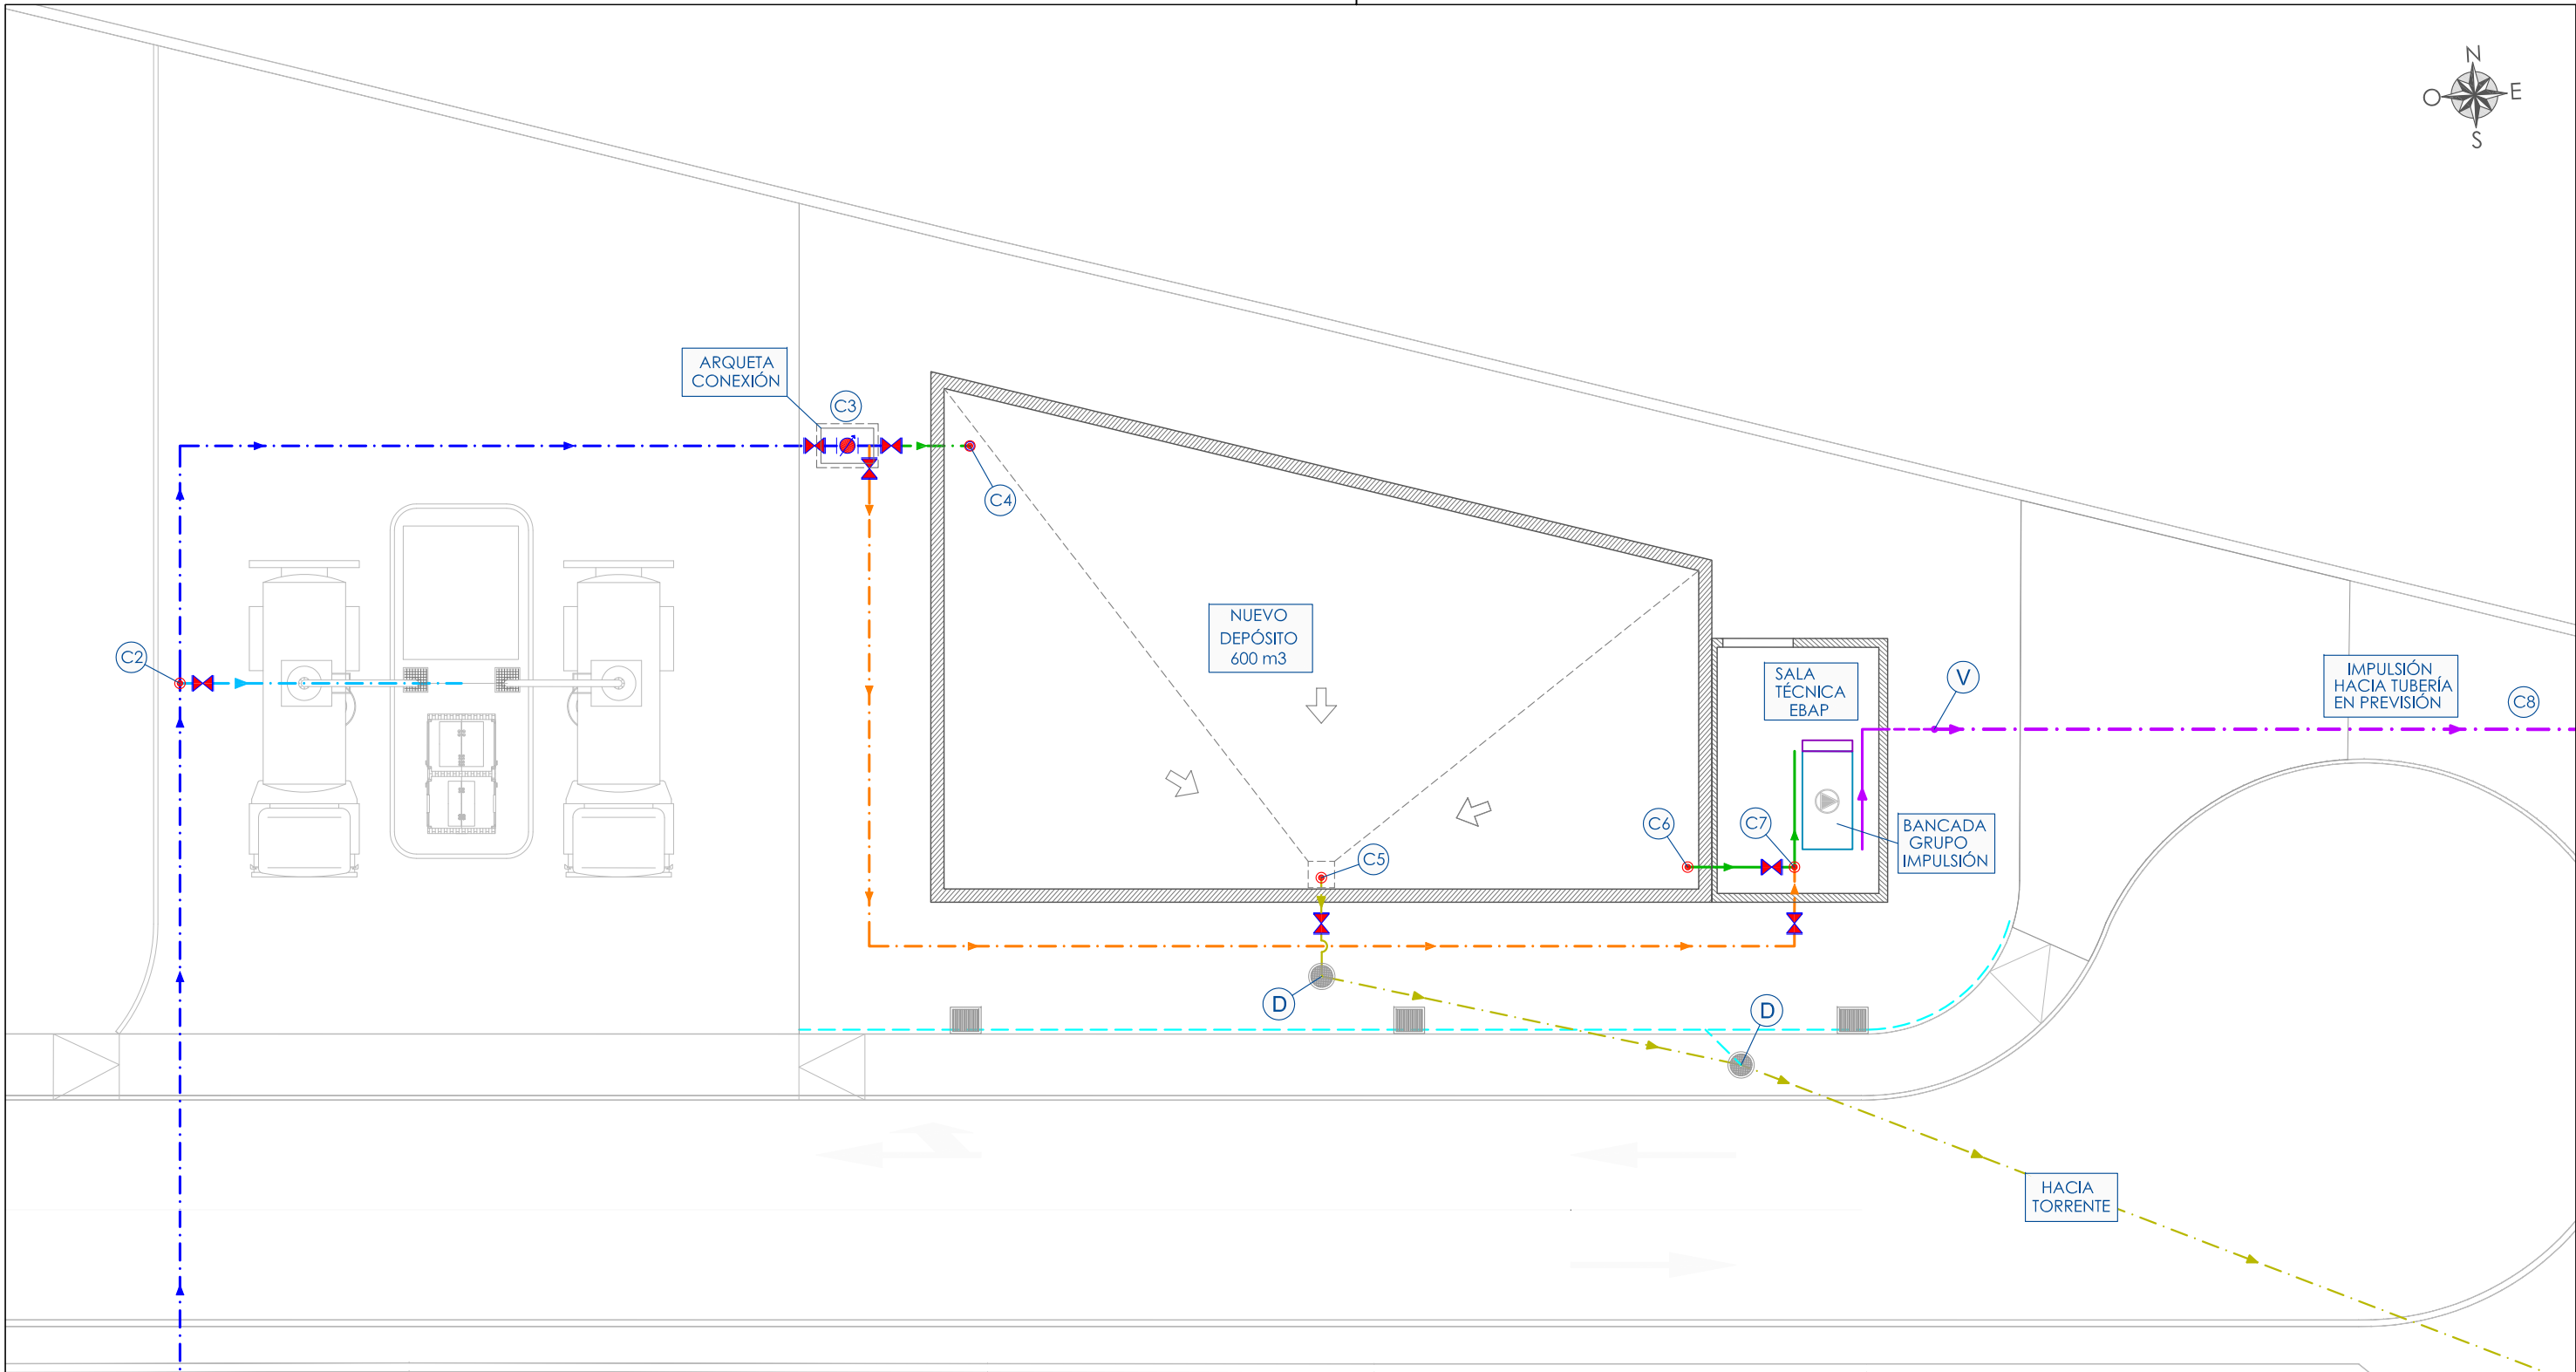 N
O
E
S
ARQUETA
CONEXIÓN
C3
C4
NUEVO
DEPÓSITO
600 m3
C2
SALA
TÉCNICA
EBAP
V
IMPULSIÓN
HACIA TUBERÍA
EN PREVISIÓN
C8
C6
C7
BANCADA
GRUPO
IMPULSIÓN
C5
D
D
HACIA
TORRENTE